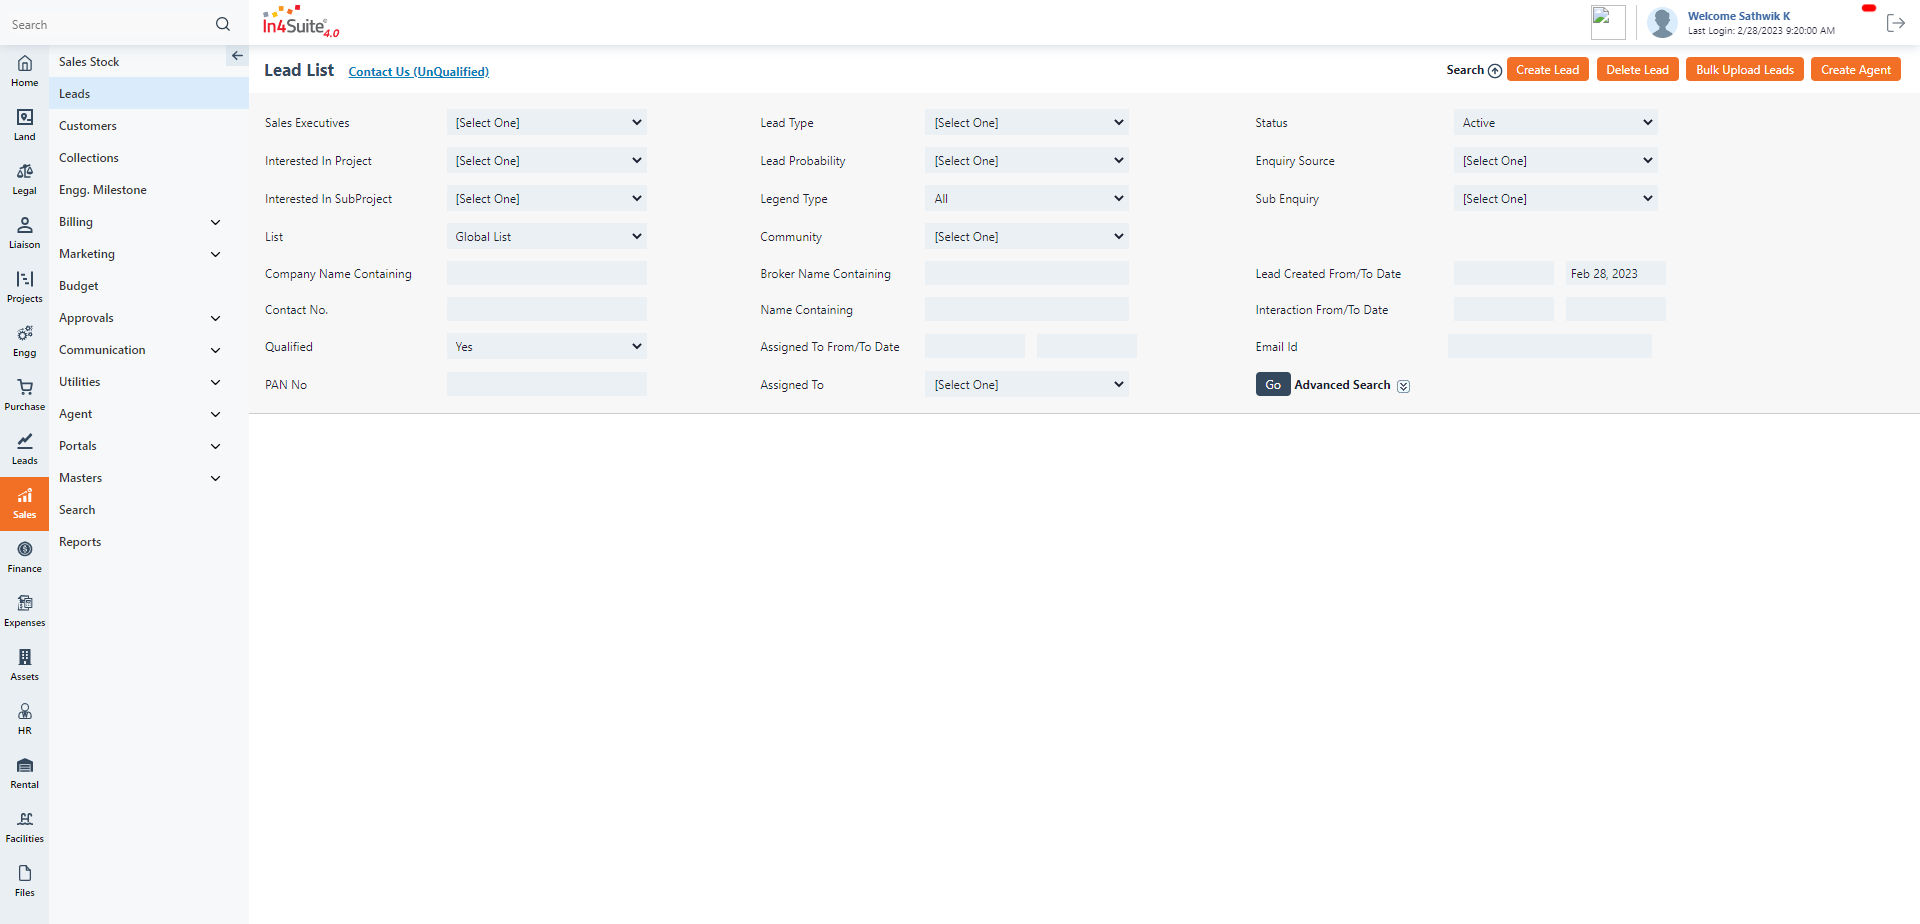 Search
In4Suite 4.0
Welcome Sathwik K
Last Login: 2/28/2023 9:20:00 AM
Home
Land
Legal
Liaison
Projects
Engg
Purchase
Leads
Sales
Finance
Expenses
Assets
HR
Rental
Facilities
Files
Sales Stock
Leads
Customers
Collections
Engg. Milestone
Billing
Marketing
Budget
Approvals
Communication
Utilities
Agent
Portals
Masters
Search
Reports
Lead List Contact Us (UnQualified) Search Create Lead Delete Lead Bulk Upload Leads Create Agent
Sales Executives [Select One] Lead Type [Select One] Status Active
Interested In Project [Select One] Lead Probability [Select One] Enquiry Source [Select One]
Interested In SubProject [Select One] Legend Type All Sub Enquiry [Select One]
List Global List Community [Select One]
Company Name Containing Broker Name Containing Lead Created From/To Date Feb 28, 2023
Contact No. Name Containing Interaction From/To Date
Qualified Yes Assigned To From/To Date Email Id
PAN No Assigned To [Select One] Go Advanced Search